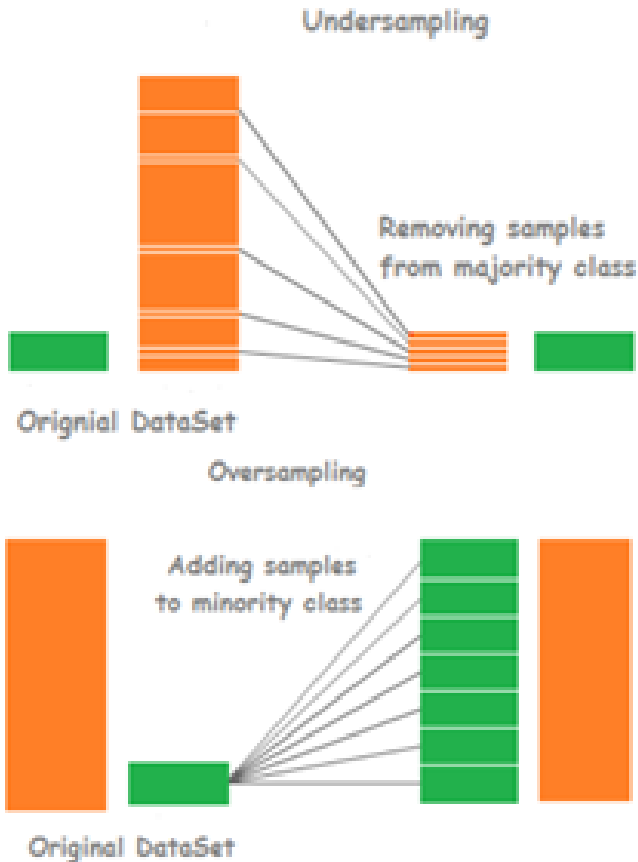 Undersampling
Removing samples
from majority class
Orignial DataSet
Oversampling
Adding samples
to minority class
Original DataSet